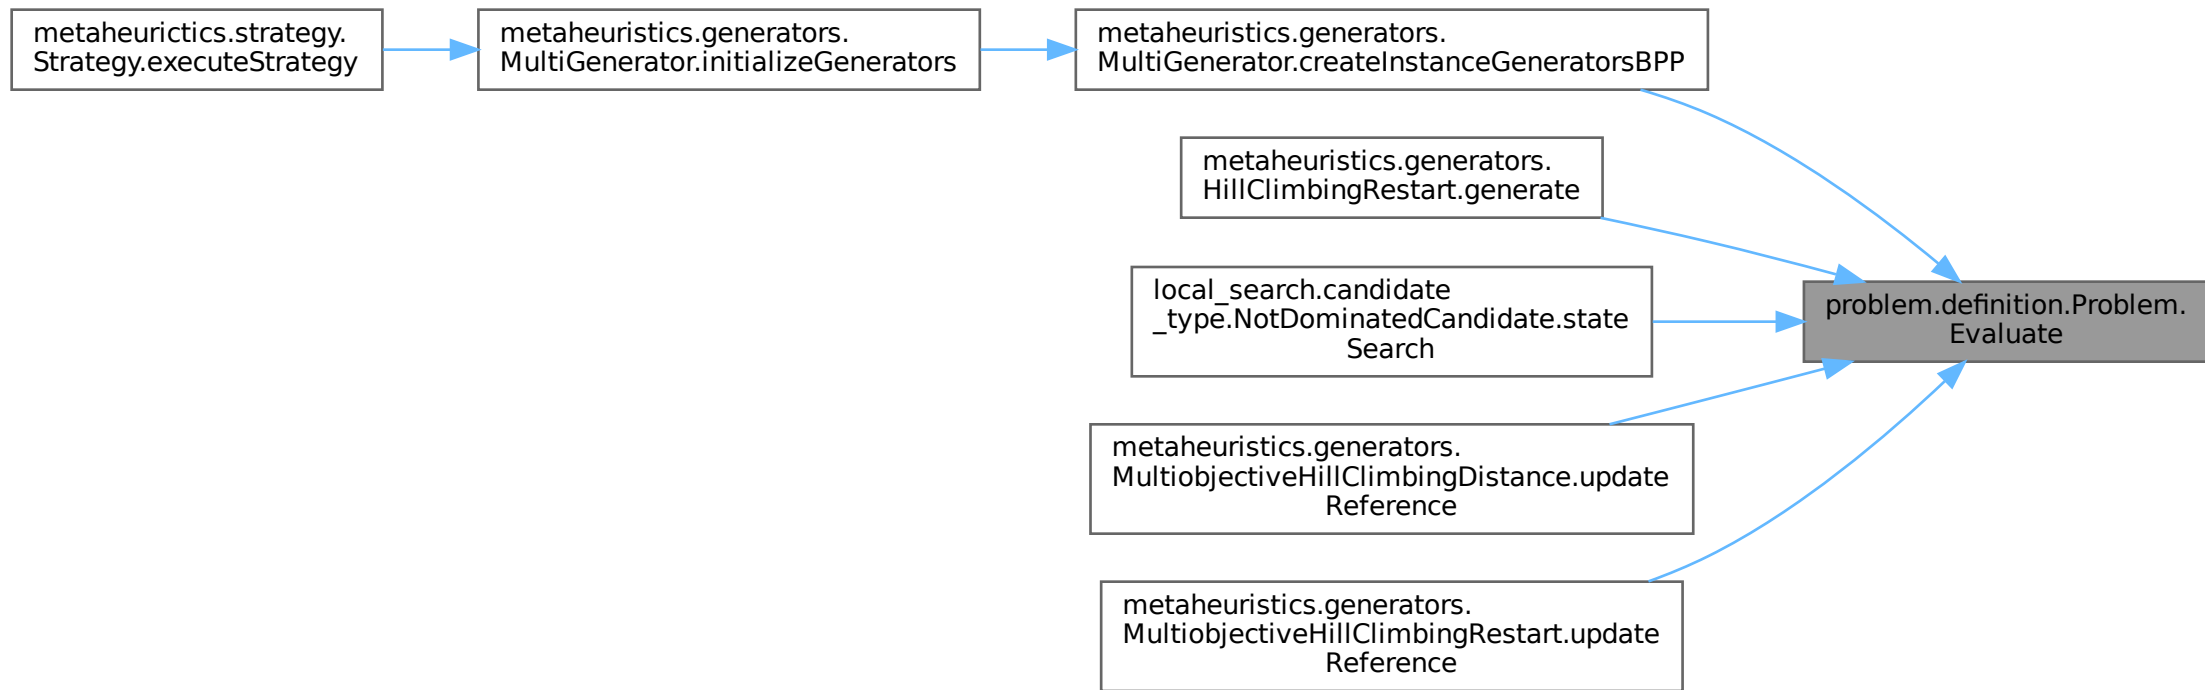 metaheurictics.strategy.
Strategy.executeStrategy
metaheuristics.generators.
MultiGenerator.initializeGenerators
metaheuristics.generators.
MultiGenerator.createInstanceGeneratorsBPP
metaheuristics.generators.
HillClimbingRestart.generate
local_search.candidate
_type.NotDominatedCandidate.state
Search
metaheuristics.generators.
MultiobjectiveHillClimbingDistance.update
Reference
metaheuristics.generators.
MultiobjectiveHillClimbingRestart.update
Reference
problem.definition.Problem.
Evaluate